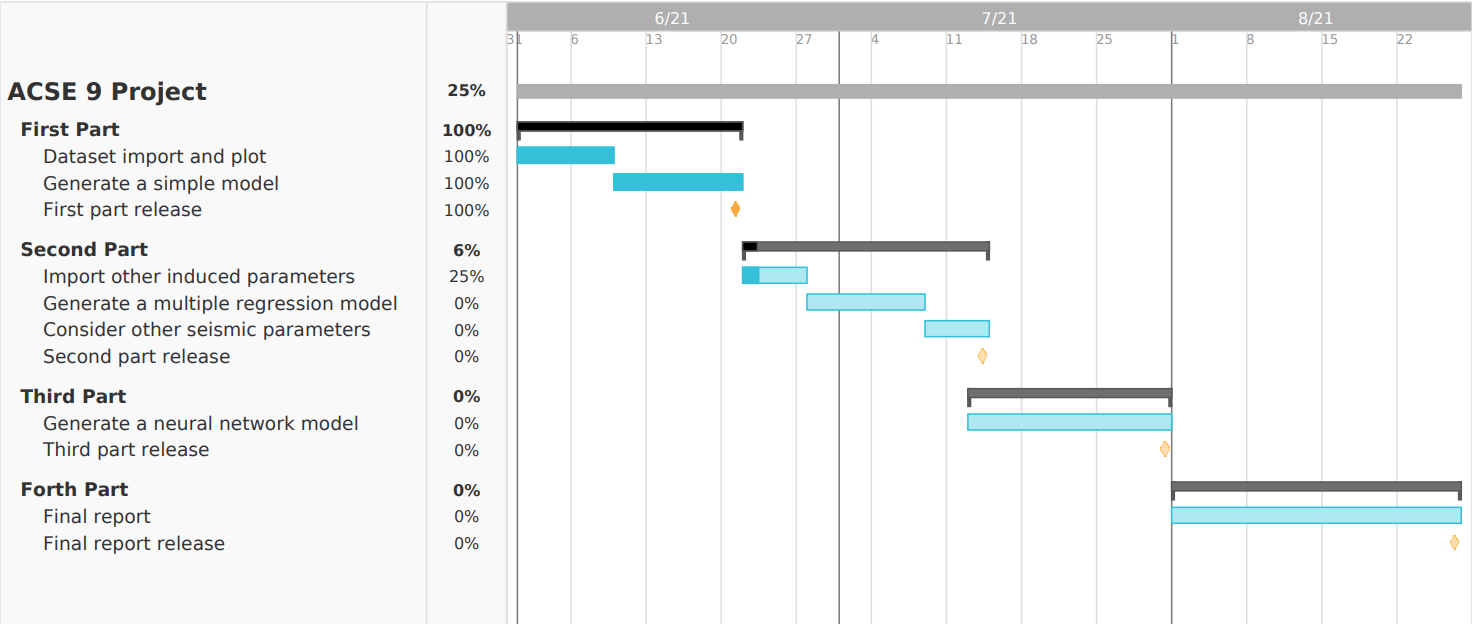 6/21 7/21 8/21
31 6 13 20 27 4 11 18 25 1 8 15 22
ACSE 9 Project 25%
First Part 100%
Dataset import and plot 100%
Generate a simple model 100%
First part release 100%
Second Part 6%
Import other induced parameters 25%
Generate a multiple regression model 0%
Consider other seismic parameters 0%
Second part release 0%
Third Part 0%
Generate a neural network model 0%
Third part release 0%
Forth Part 0%
Final report 0%
Final report release 0%